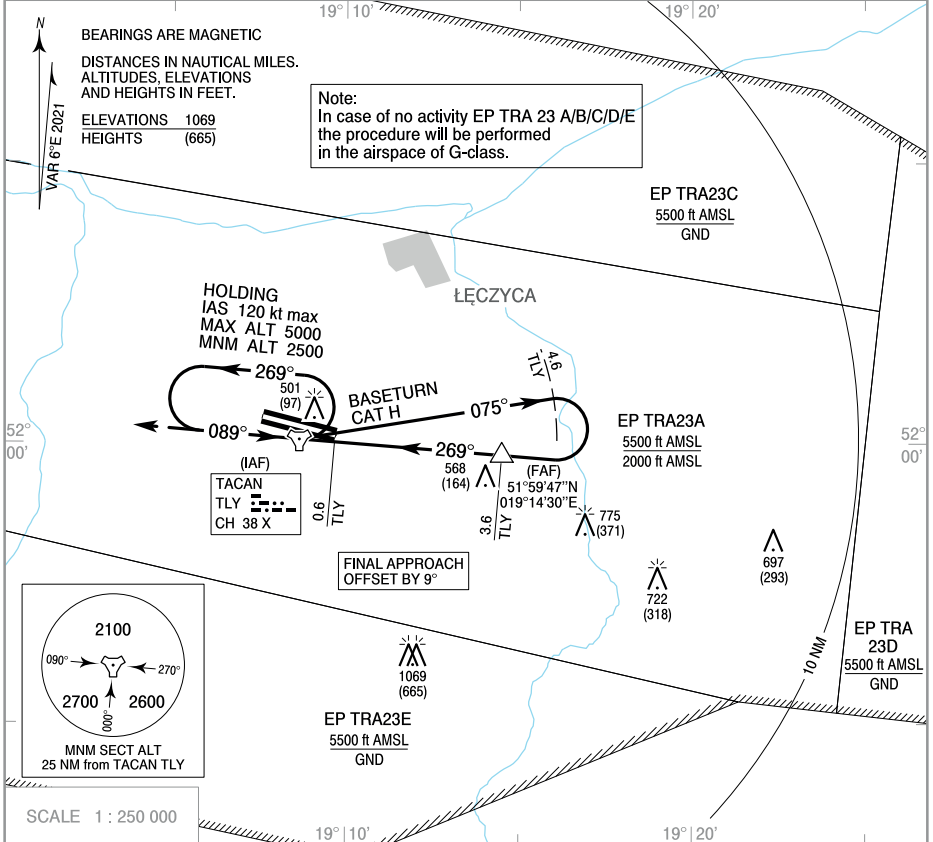 19° 10'
19° 20'
N
VAR 6°E 2021
BEARINGS ARE MAGNETIC
DISTANCES IN NAUTICAL MILES.
ALTITUDES, ELEVATIONS
AND HEIGHTS IN FEET.
ELEVATIONS 1069
HEIGHTS (665)
Note:
In case of no activity EP TRA 23 A/B/C/D/E
the procedure will be performed
in the airspace of G-class.
EP TRA23C
5500 ft AMSL
GND
ŁĘCZYCA
HOLDING
IAS 120 kt max
MAX ALT 5000
MNM ALT 2500
269°
501
(97)
BASETURN
CAT H
075°
4.6
TLY
EP TRA23A
5500 ft AMSL
2000 ft AMSL
52°
00'
52°
00'
089°
269°
(IAF)
TACAN
TLY
CH 38 X
0.6
TLY
568
(164)
3.6
TLY
(FAF)
51°59'47"N
019°14'30"E
775
(371)
FINAL APPROACH
OFFSET BY 9°
722
(318)
697
(293)
10 NM
EP TRA
23D
5500 ft AMSL
GND
2100
090°
270°
2700
000°
2600
MNM SECT ALT
25 NM from TACAN TLY
1069
(665)
EP TRA23E
5500 ft AMSL
GND
SCALE 1 : 250 000
19° 10'
19° 20'